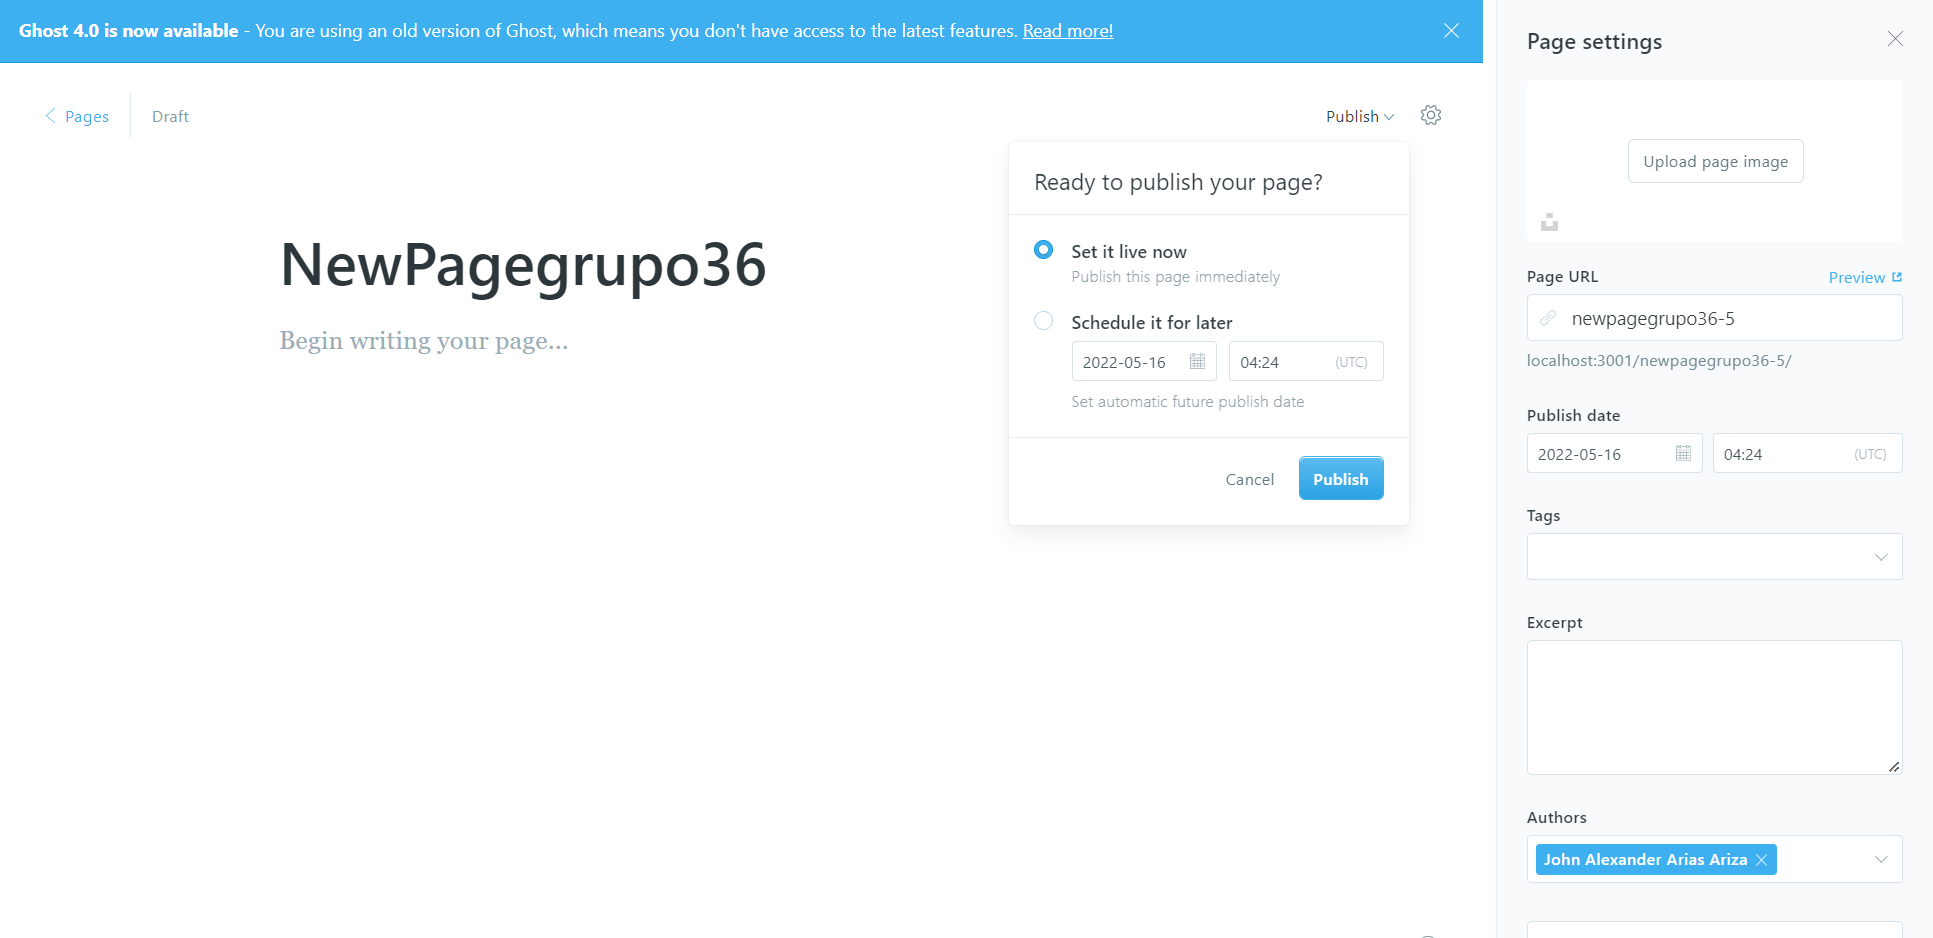 Ghost 4.0 is now available - You are using an old version of Ghost, which means you don't have access to the latest features. Read more!
Pages
Draft
Publish
NewPagegrupo36
Begin writing your page...
Ready to publish your page?
Set it live now
Publish this page immediately
Schedule it for later
2022-05-16
04:24
(UTC)
Set automatic future publish date
Cancel
Publish
Page settings
Upload page image
Page URL
Preview
newpagegrupo36-5
localhost:3001/newpagegrupo36-5/
Publish date
2022-05-16
04:24
(UTC)
Tags
Excerpt
Authors
John Alexander Arias Ariza